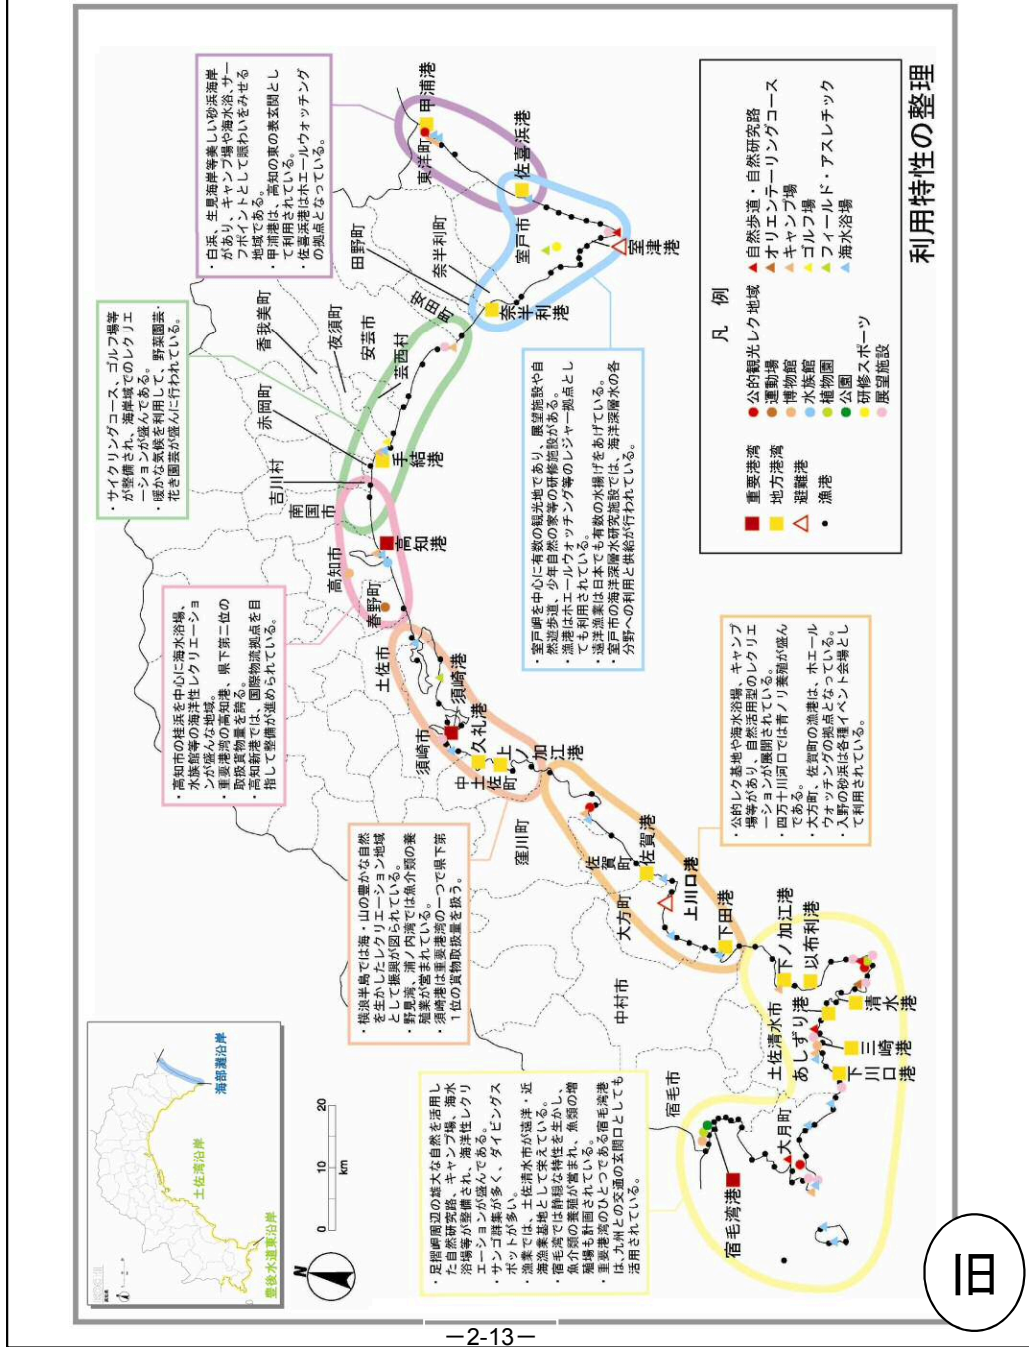 利用特性の整理
・白浜、生見海岸等美しい砂浜海岸
があり、キャンプ場や海水浴、サー
フポイントとして賑わいをみせる
地域である。
・甲浦港は、高知の東の表玄関とし
て利用されている。
・佐喜浜港はホエールウォッチング
の拠点となっている。
・サイクリングコース、ゴルフ場等
が整備され、海岸域でのレクリエ
ーションが盛んである。
・暖かな気候を利用して、野菜園芸・
花き園芸が盛んに行われている。
・高知市の桂浜を中心に海水浴場、
水族館等の海洋性レクリエーショ
ンが盛んな地域。
・重要港湾の高知港、県下第二位の
取扱貨物量を誇る。
・高知新港では、国際物流拠点を目
指して整備が進められている。
・室戸岬を中心に有数の観光地であり、展望施設や自
然遊歩道、少年自然の家等の研修施設がある。
・漁港はホエールウォッチング等のレジャー拠点とし
ても利用されている。
・遠洋漁業は日本でも有数の水揚げをあげている。
・室戸市の海洋深層水研究施設では、海洋深層水の各
分野への利用と供給が行われている。
・横浪半島では海・山の豊かな自然
を生かしたレクリエーション地域
として振興が図られている。
・野見湾、浦ノ内湾では魚介類の養
殖業が営まれている。
・須崎港は重要港湾の一つで県下第
１位の貨物取扱量を扱う。
・公的レク基地や海水浴場、キャンプ
場等があり、自然活用型のレクリエ
ーションが展開されている。
・四万十川河口では青ノリ養殖が盛ん
である。
・大方町、佐賀町の漁港は、ホエール
ウォッチングの拠点となっている。
・入野の砂浜は各種イベント会場とし
て利用されている。
・足摺岬周辺の雄大な自然を活用し
た自然研究路、キャンプ場、海水
浴場等が整備され、海洋性レクリ
エーションが盛んである。
・サンゴ群集が多く、ダイビングス
ポットが多い。
・漁業では、土佐清水市が遠洋・近
海漁業基地として栄えている。
・宿毛湾では静穏な特性を生かし、
魚介類の養殖が営まれ、魚類の増
殖場も計画されている。
・重要港湾のひとつである宿毛湾港
は、九州との交通の玄関口としても
活用されている。
凡　例
重要港湾
地方港湾
避難港
漁港
公的観光レク地域
運動場
博物館
水族館
植物園
公園
研修スポーツ
展望施設
自然歩道・自然研究路
オリエンテーリングコース
キャンプ場
ゴルフ場
フィールド・アスレチック
海水浴場
甲浦港
東洋町
佐喜浜港
室戸市
室津港
奈半利町
奈半利港
田野町
安田町
安芸市
芸西村
夜須町
香我美町
赤岡町
手結港
吉川村
南国市
高知市
高知港
春野町
土佐市
須崎港
須崎市
久礼港
中土佐町
上ノ加江港
窪川町
佐賀町
佐賀港
大方町
上川口港
下田港
中村市
下ノ加江港
以布利港
土佐清水市
あしずり港
清水港
三崎港
下川口港
宿毛市
大月町
宿毛湾港
海部灘沿岸
土佐湾沿岸
豊後水道東沿岸
N
0
10
20
km
－2-13－
旧